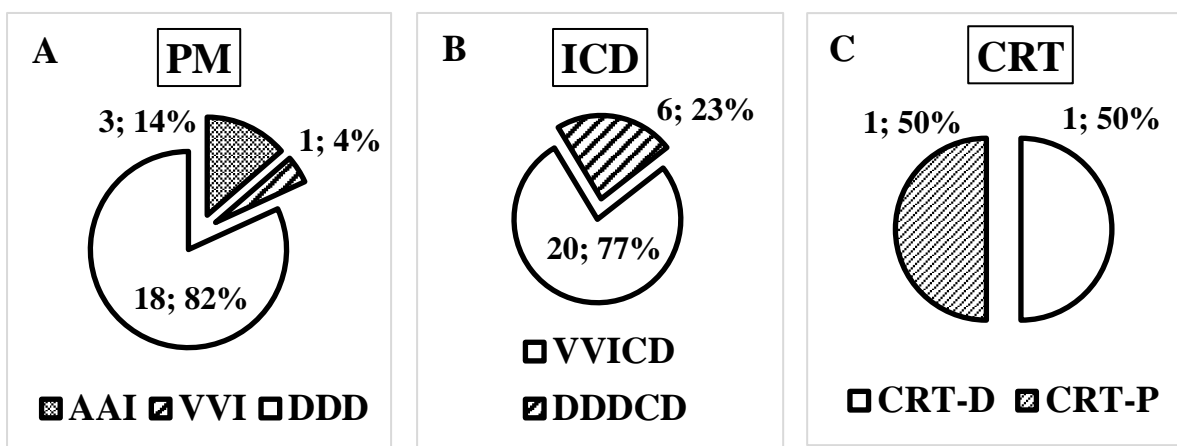 A
PM
3; 14%
1; 4%
18; 82%
AAI VVI DDD
B
ICD
6; 23%
20; 77%
VVICD
DDDCD
C
CRT
1; 50% 1; 50%
CRT-D CRT-P